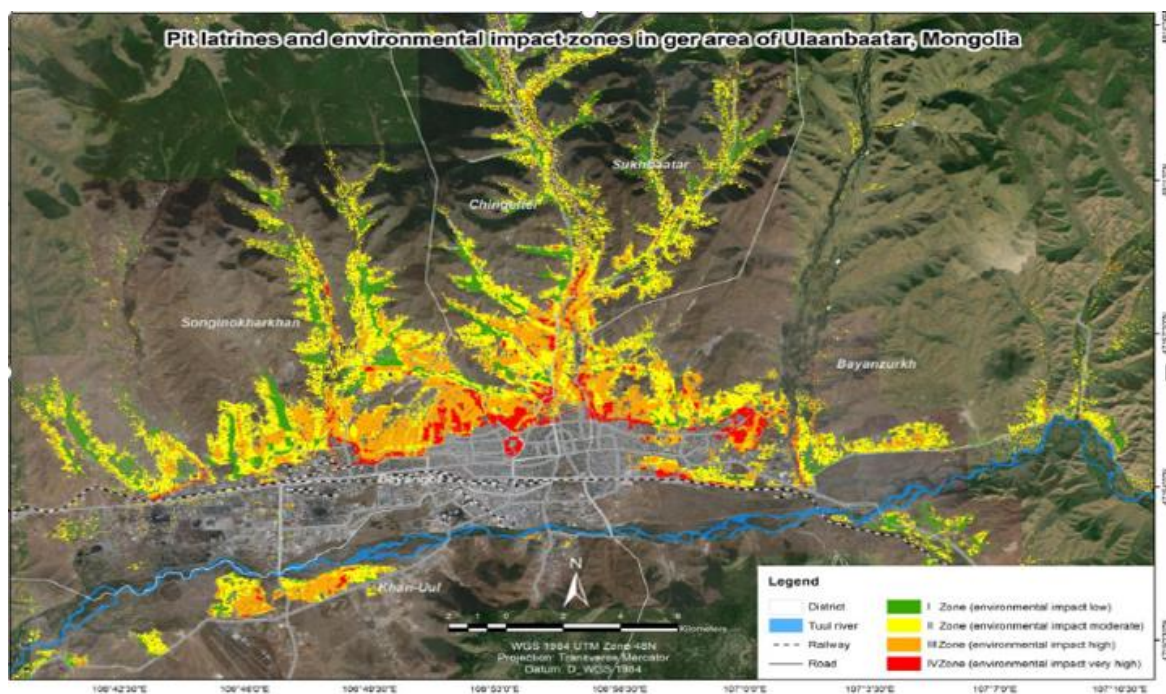 Pit latrines and environmental impact zones in ger area of Ulaanbaatar, Mongolia
Sukhbaatar
Chingeltei
Songinokharkhan
Bayanzurkh
Khan-Uul
N
Kilometers
WGS 1984 UTM Zone 48N
Projection: Transverse Mercator
Datum: D_WGS 1984
Legend
District
Tuul river
Railway
Road
I Zone (environmental impact low)
II Zone (environmental impact moderate)
III Zone (environmental impact high)
IV Zone (environmental impact very high)
106°42'30"E 106°46'0"E 106°49'30"E 106°53'0"E 106°56'30"E 107°0'0"E 107°3'30"E 107°7'0"E 107°10'30"E